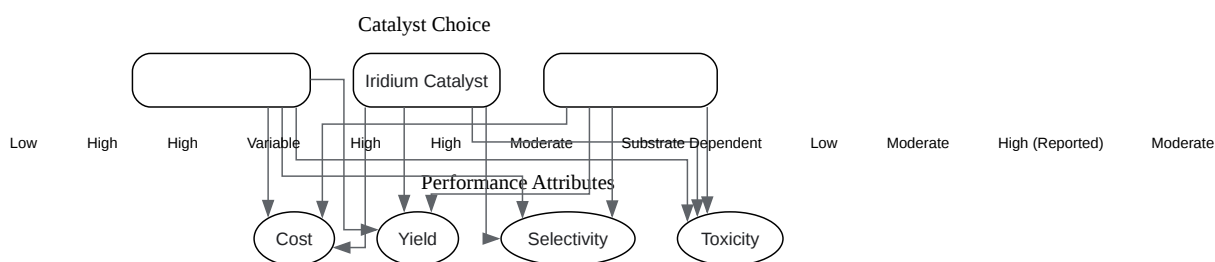 Catalyst Choice
Iridium Catalyst
Low High High Variable High High Moderate Substrate Dependent Low Moderate High (Reported) Moderate
Performance Attributes
Cost Yield Selectivity Toxicity